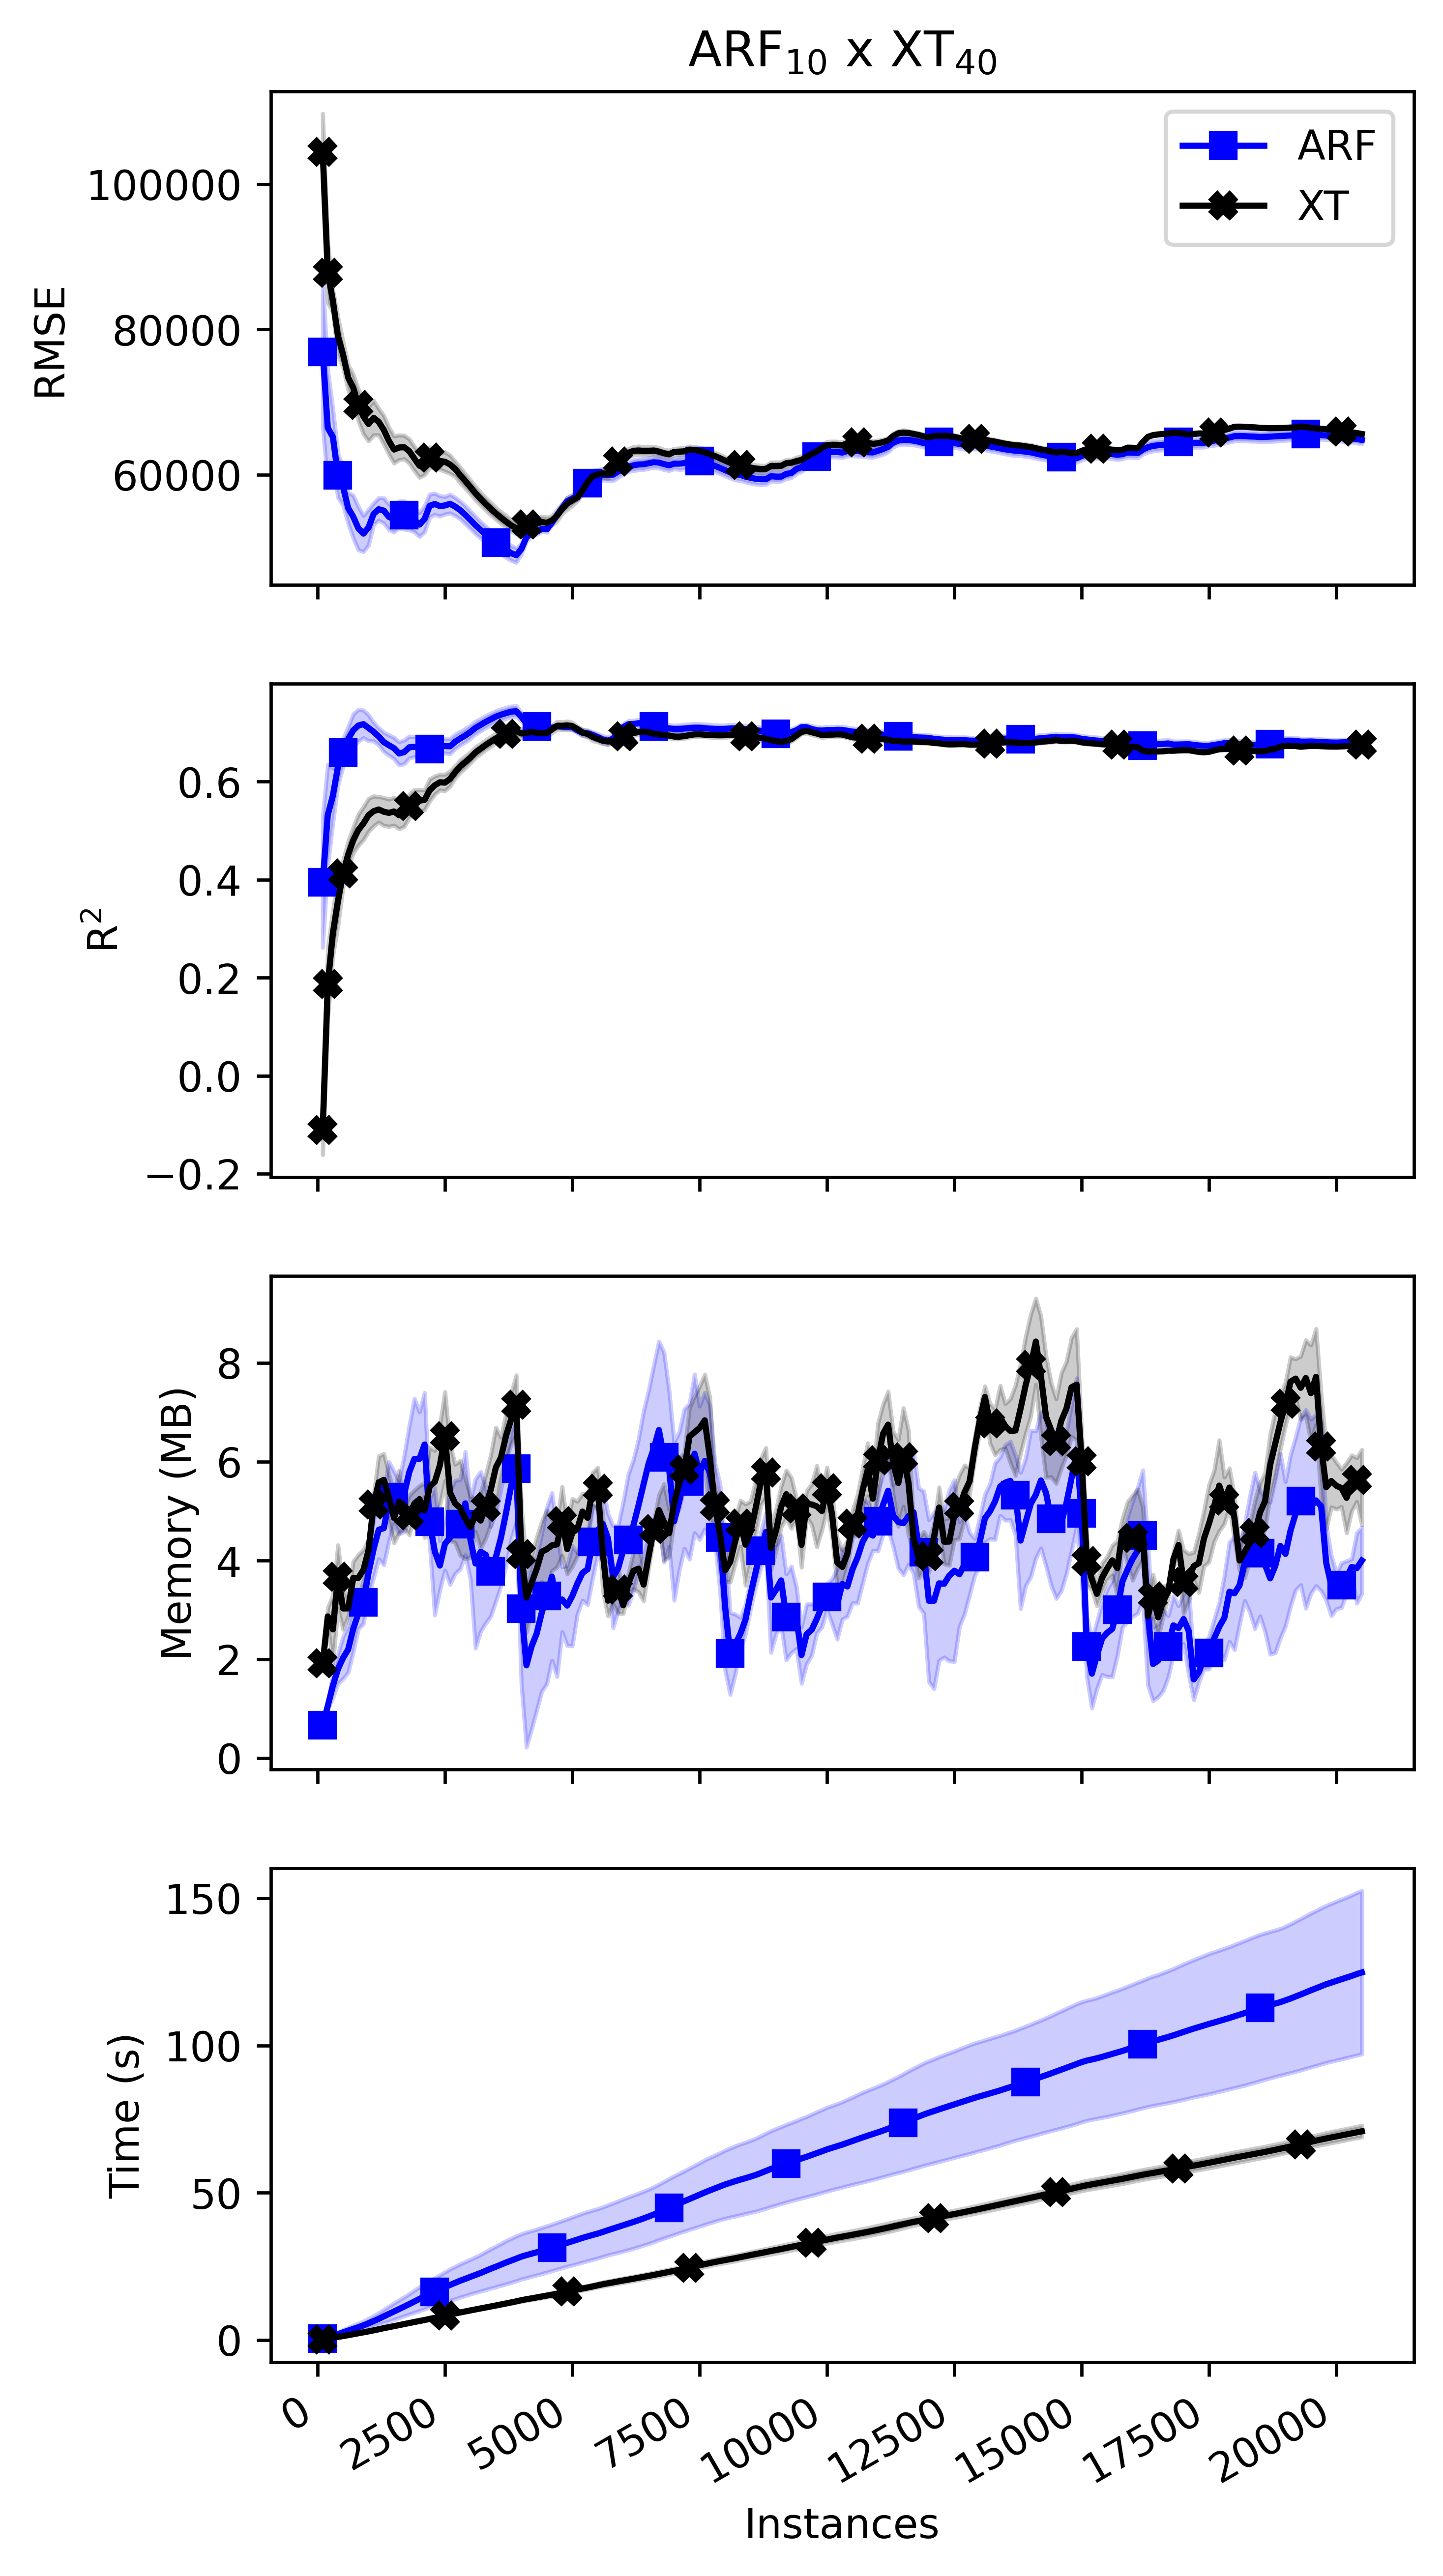 ARF₁₀ x XT₄₀
ARF
XT
100000
80000
60000
RMSE
0.6
0.4
0.2
0.0
−0.2
R²
8
6
4
2
0
Memory (MB)
150
100
50
0
Time (s)
0 2500 5000 7500 10000 12500 15000 17500 20000
Instances